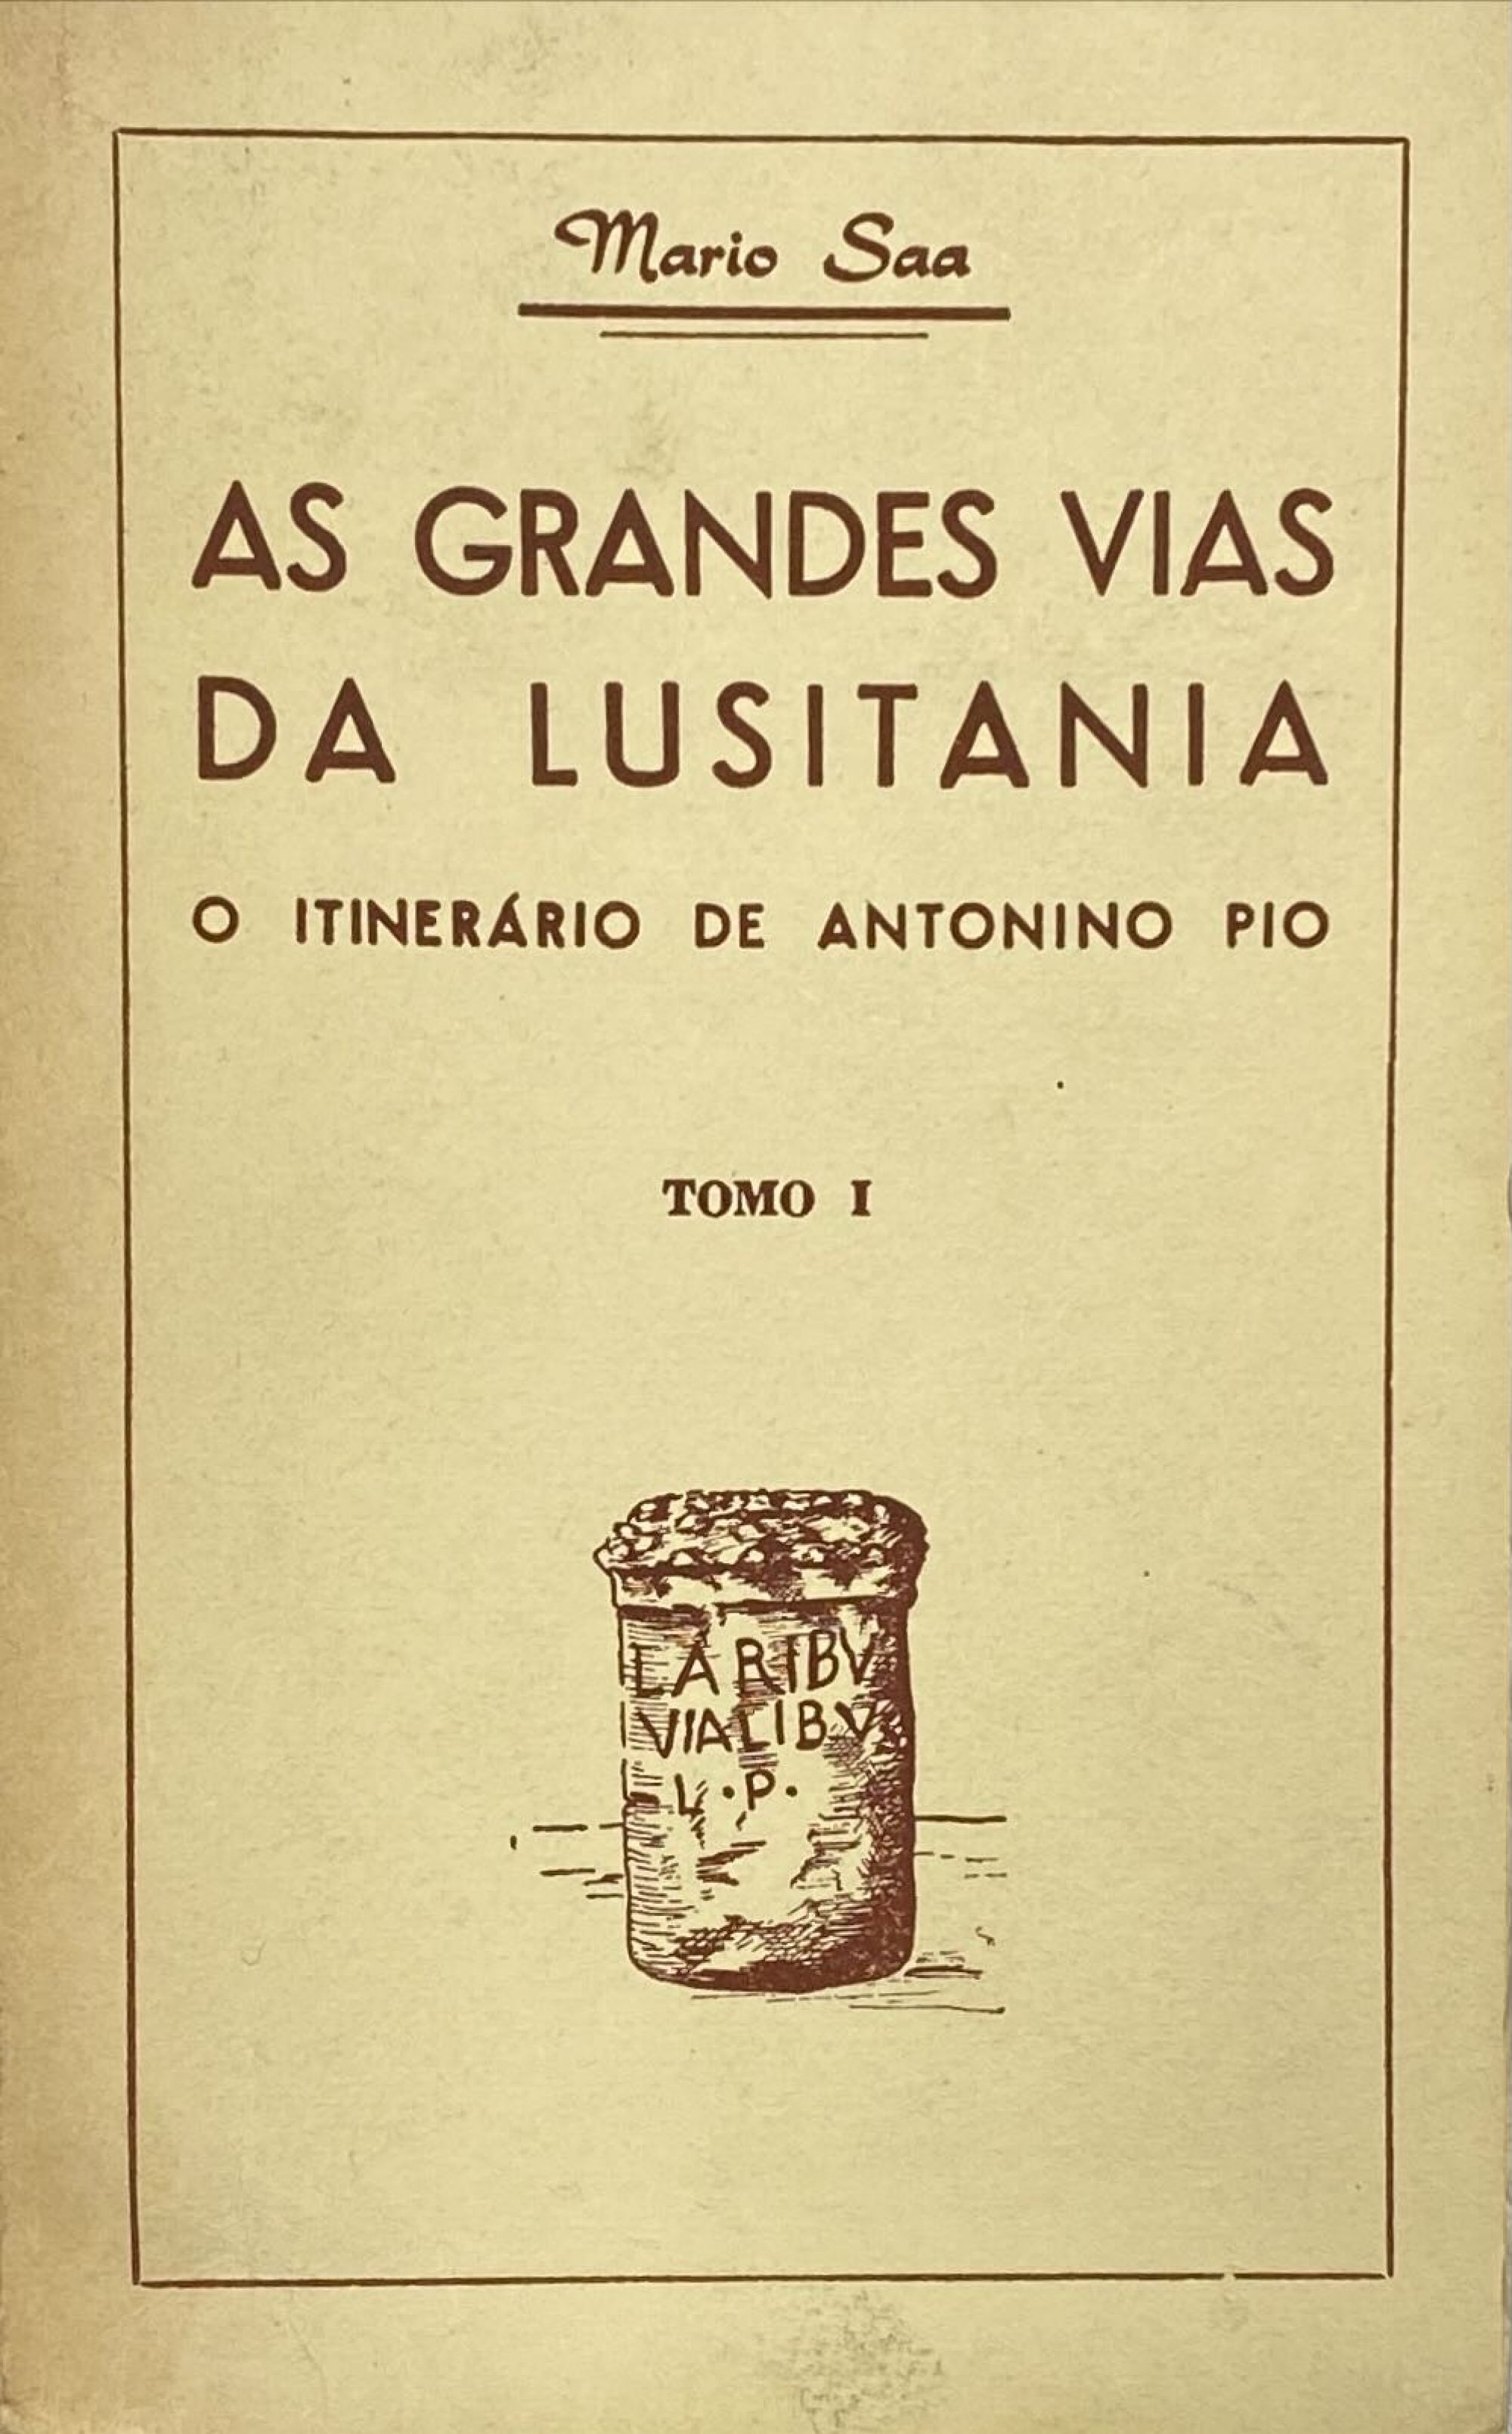 Mario Saa
AS GRANDES VIAS
DA LUSITANIA
O ITINERÁRIO DE ANTONINO PIO
TOMO I
LARIBV
VIALIBV
L.P.